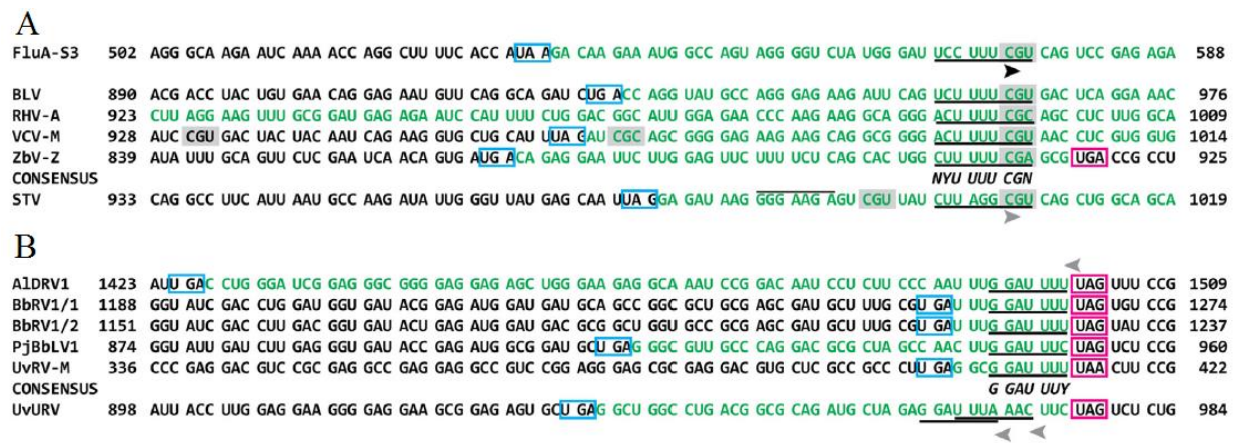 A
FluA-S3 502 AGG GCA AGA AUC AAA ACC AGG CUU UUC ACC AUA AGA CAA GAA AUG GCC AGU AGG GGU CUA UGG GAU UCC UUU CGU CAG UCC GAG AGA 588
BLV 890 ACG ACC UAC UGU GAA CAG GAG AAU GUU CAG GCA GAU CUG ACC AGG UAU GCC AGG GAG AAG AUU CAG UCU UUU CGU GAC UCA GGA AAC 976
RHV-A 923 CUU AGG AAG UUU GCG GAU GAG AGA AUC CAU UUU CUG GAC GGC AUU GGA GAA CCC AAG AAG GCA GGG ACU UUU CGC AGC CUC UUG GCA 1009
VCV-M 928 AUC CGU GAC UAC UAU AAU CAG AAG GUG CUG CAU UUA GAU CGC AGC GGG GAG AAG AAG CAG GCG GGG ACU UUU CGU AAC CUC GUG GUG 1014
ZbV-Z 839 AUA UUU GCA GUU CUC GAA UCA ACA GUG AUG ACA GAG GAA UUC UUG GAG UUC UUU UCU CAG CAC UGG CUU UUU CGA GCG UGA CCG CCU 925
CONSENSUS NYU UUU CGN
STV 933 CAG GCC UUC AUU AAU GCC AAG AUA UUG GGU UAU GAG CAA UUA GGA GAU AAG GGG AAG AGU CGU UAU CUU AGG CGU CAG CUG GCA GCA 1019
B
AlDRV1 1423 AUU GAC CUG GGA UCG GAG GGC GGG GAG GAG AGC UGG GAA GAG GCA AAU CCG GAC AAU CCU CUU CCC AAU UUG GAU UUU UAG UUU CCG 1509
BbRV1/1 1188 GGU AUC GAC CUG GAU GGU GAU ACG GAG AUG GAU GAU GCA GCC GGC GCU GCG AGC GAU GCU UUG CGU GAU UUG GAU UUU UAG UGU CCG 1274
BbRV1/2 1151 GGU AUC GAC CUU GAC GGU GAU ACU GAG AUG GAU GAC GCG GCU GGU GCC GCG AGC GAU GCU UUG CGU GAU UUG GAU UUU UAG UAU CCG 1237
PjBbLV1 874 GGU AUU GAU CUU GAG GGU GAU ACC GAG AUG GCG GAU GCU GAG GGC GUU GCC CAG GAC GCG CUA GCC AAC UUG GAU UUC UAG UCU CCG 960
UvRV-M 336 CCC GAG GAC GUC CGC GAG GCC GAG GAG GCC GUC CGG AGG GAG CGC GAG GAC GUG CUC GCC GCC CUU GAG GCG GAU UUU UAA CUU CCG 422
CONSENSUS G GAU UUY
UvURV 898 AUU ACC UUG GAG GAA GGG GAG GAA GCG GAG AGU GCU GAG GCU GGC CUG ACG GCG CAG AUG CUA GAG GAU UUA AAC UUC UAG UCU CUG 984